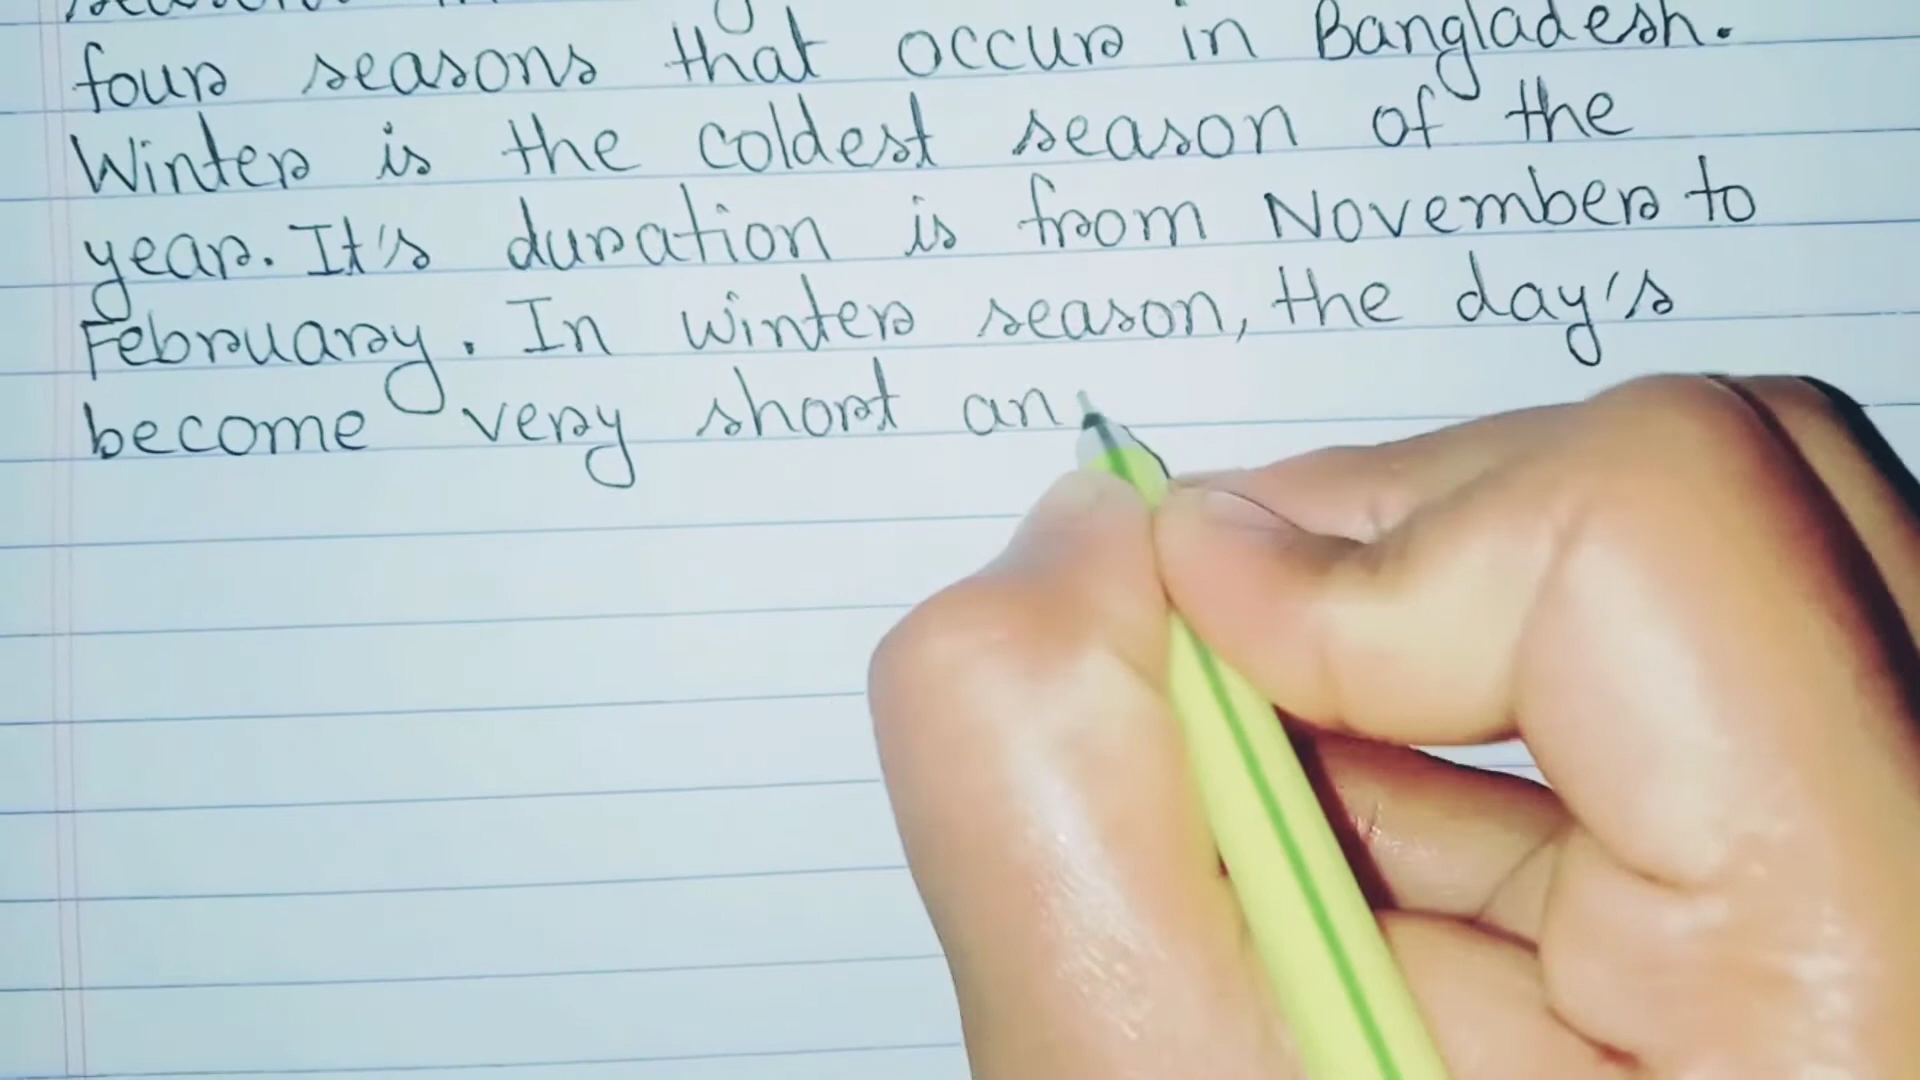 four seasons that occur in Bangladesh.
Winter is the coldest season of the
year. It's duration is from November to
February. In winter season, the day's
become very short an